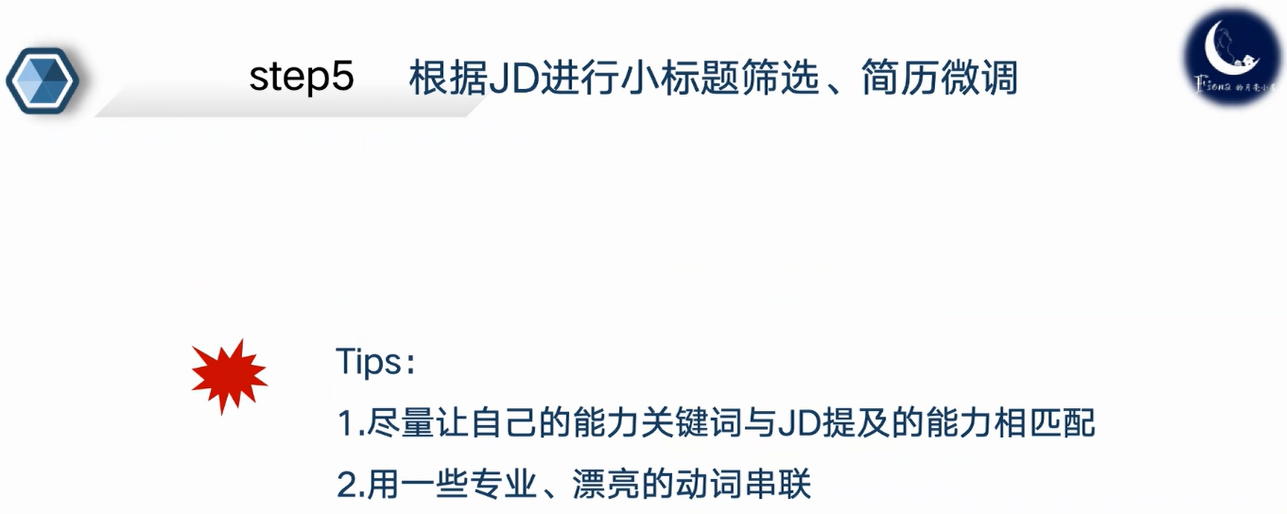 step5 根据JD进行小标题筛选、简历微调
Fiona 的月亮小
Tips：
1.尽量让自己的能力关键词与JD提及的能力相匹配
2.用一些专业、漂亮的动词串联